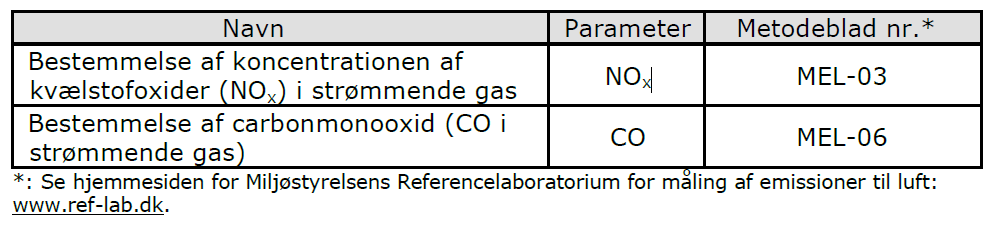 Navn Parameter Metodeblad nr.*
Bestemmelse af koncentrationen af
kvælstofoxider (NOx) i strømmende gas NOx MEL-03
Bestemmelse af carbonmonooxid (CO i
strømmende gas) CO MEL-06
*: Se hjemmesiden for Miljøstyrelsens Referencelaboratorium for måling af emissioner til luft:
www.ref-lab.dk.